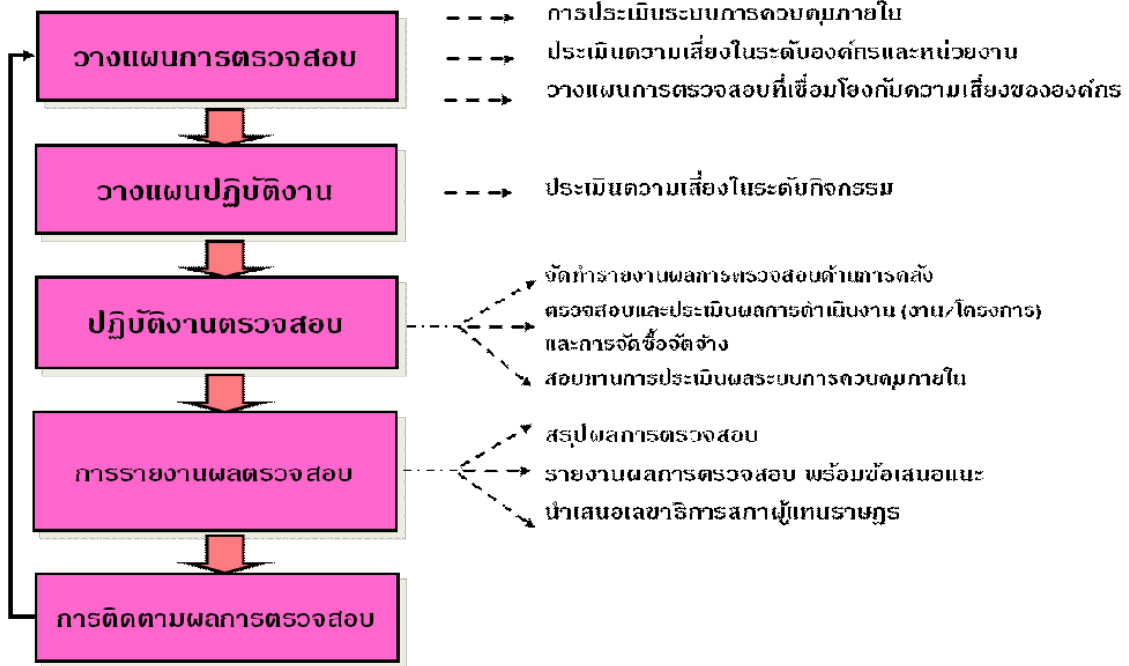 วางแผนการตรวจสอบ
การประเมินระบบการควบคุมภายใน
ประเมินความเสี่ยงในระดับองค์กรและหน่วยงาน
วางแผนการตรวจสอบที่เชื่อมโยงกับความเสี่ยงขององค์กร
วางแผนปฏิบัติงาน
ประเมินความเสี่ยงในระดับกิจกรรม
ปฏิบัติงานตรวจสอบ
จัดทำรายงานผลการตรวจสอบด้านการคลัง
ตรวจสอบและประเมินผลการดำเนินงาน (งาน/โครงการ)
และการจัดซื้อจัดจ้าง
สอบทานการประเมินผลระบบการควบคุมภายใน
การรายงานผลตรวจสอบ
สรุปผลการตรวจสอบ
รายงานผลการตรวจสอบ พร้อมข้อเสนอแนะ
นำเสนอเลขาธิการสภาผู้แทนราษฎร
การติดตามผลการตรวจสอบ